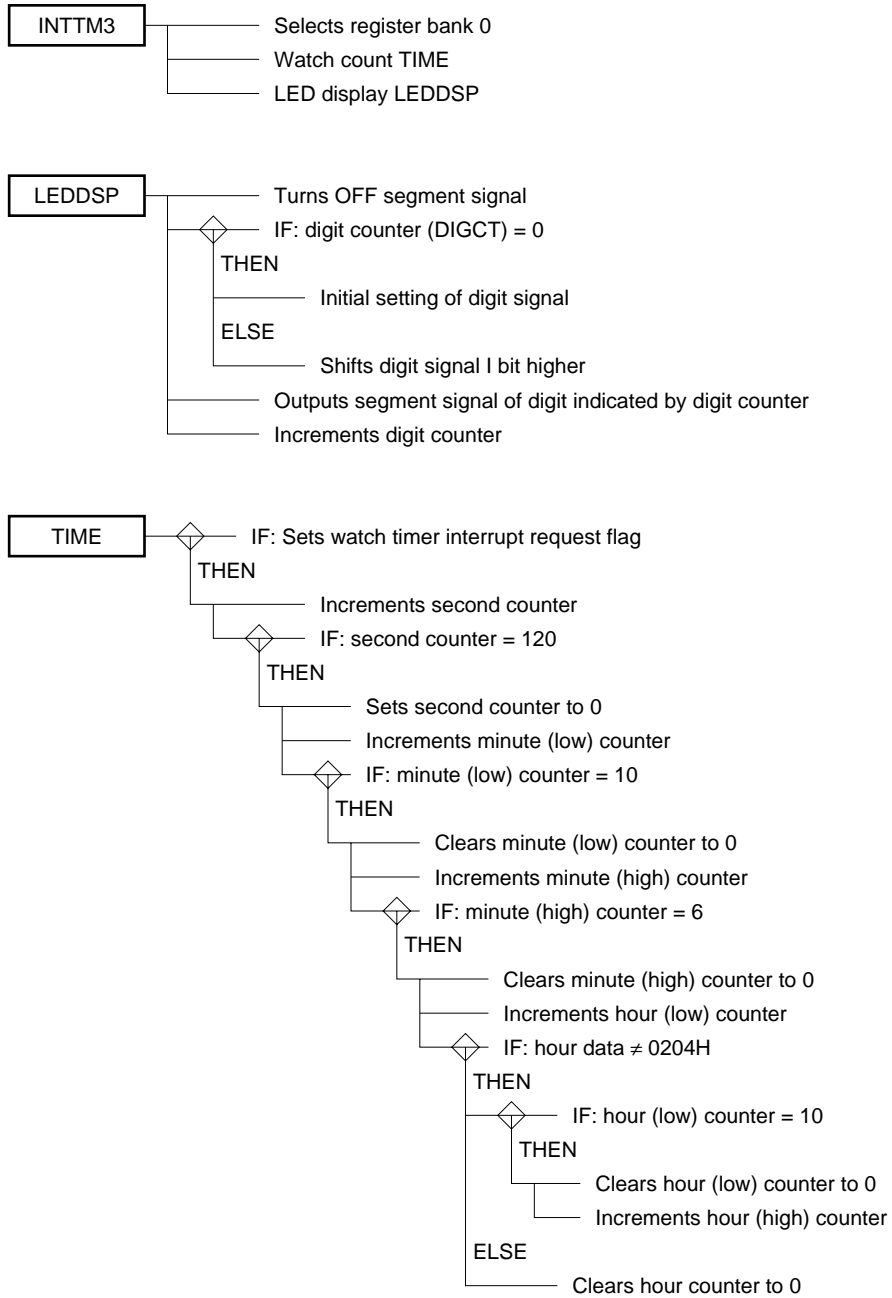 INTTM3
Selects register bank 0
Watch count TIME
LED display LEDDSP
LEDDSP
Turns OFF segment signal
IF: digit counter (DIGCT) = 0
THEN
Initial setting of digit signal
ELSE
Shifts digit signal I bit higher
Outputs segment signal of digit indicated by digit counter
Increments digit counter
TIME
IF: Sets watch timer interrupt request flag
THEN
Increments second counter
IF: second counter = 120
THEN
Sets second counter to 0
Increments minute (low) counter
IF: minute (low) counter = 10
THEN
Clears minute (low) counter to 0
Increments minute (high) counter
IF: minute (high) counter = 6
THEN
Clears minute (high) counter to 0
Increments hour (low) counter
IF: hour data ≠ 0204H
THEN
IF: hour (low) counter = 10
THEN
Clears hour (low) counter to 0
Increments hour (high) counter
ELSE
Clears hour counter to 0